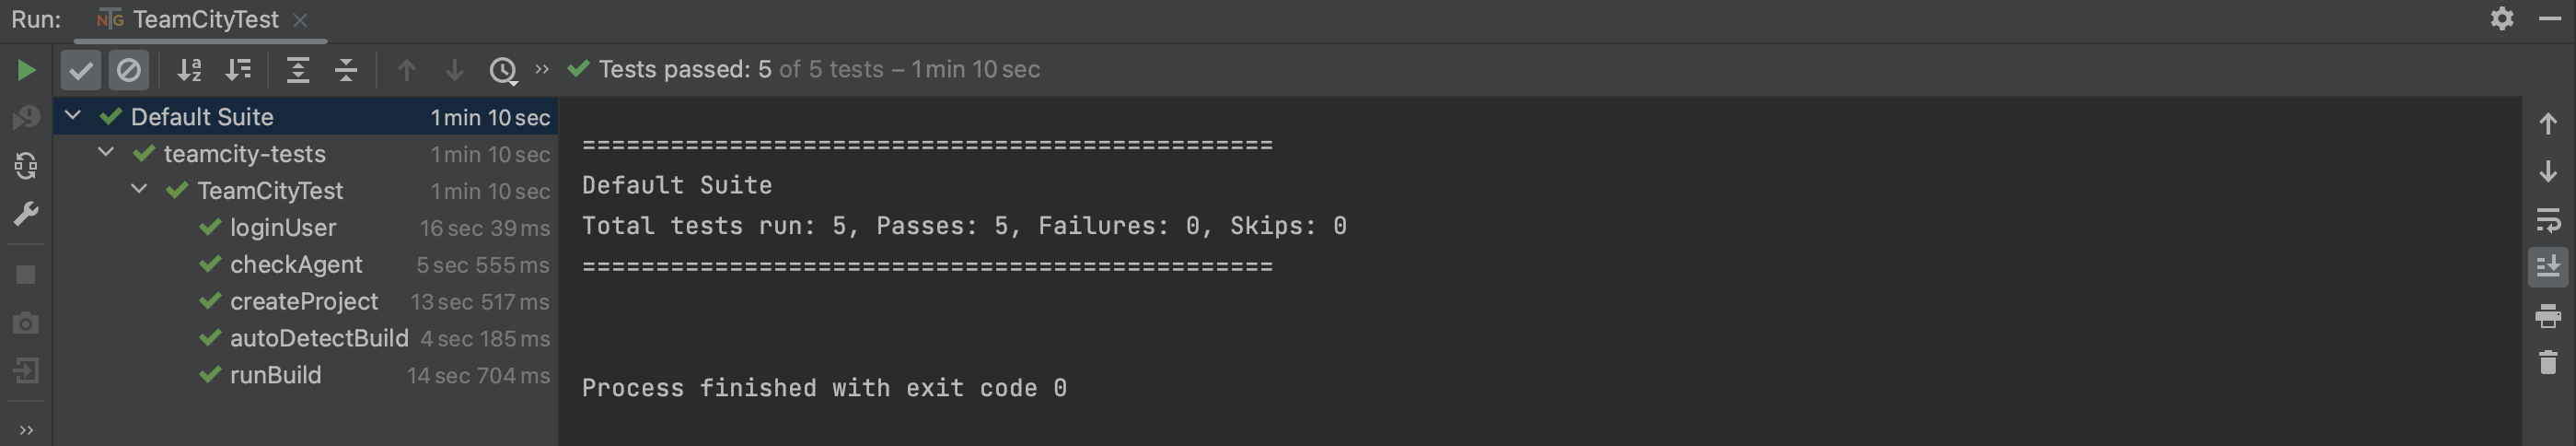 Run: TeamCityTest
Tests passed: 5 of 5 tests – 1 min 10 sec
Default Suite 1 min 10 sec
teamcity-tests 1 min 10 sec
TeamCityTest 1 min 10 sec
loginUser 16 sec 39 ms
checkAgent 5 sec 555 ms
createProject 13 sec 517 ms
autoDetectBuild 4 sec 185 ms
runBuild 14 sec 704 ms
===============================================
Default Suite
Total tests run: 5, Passes: 5, Failures: 0, Skips: 0
===============================================
Process finished with exit code 0